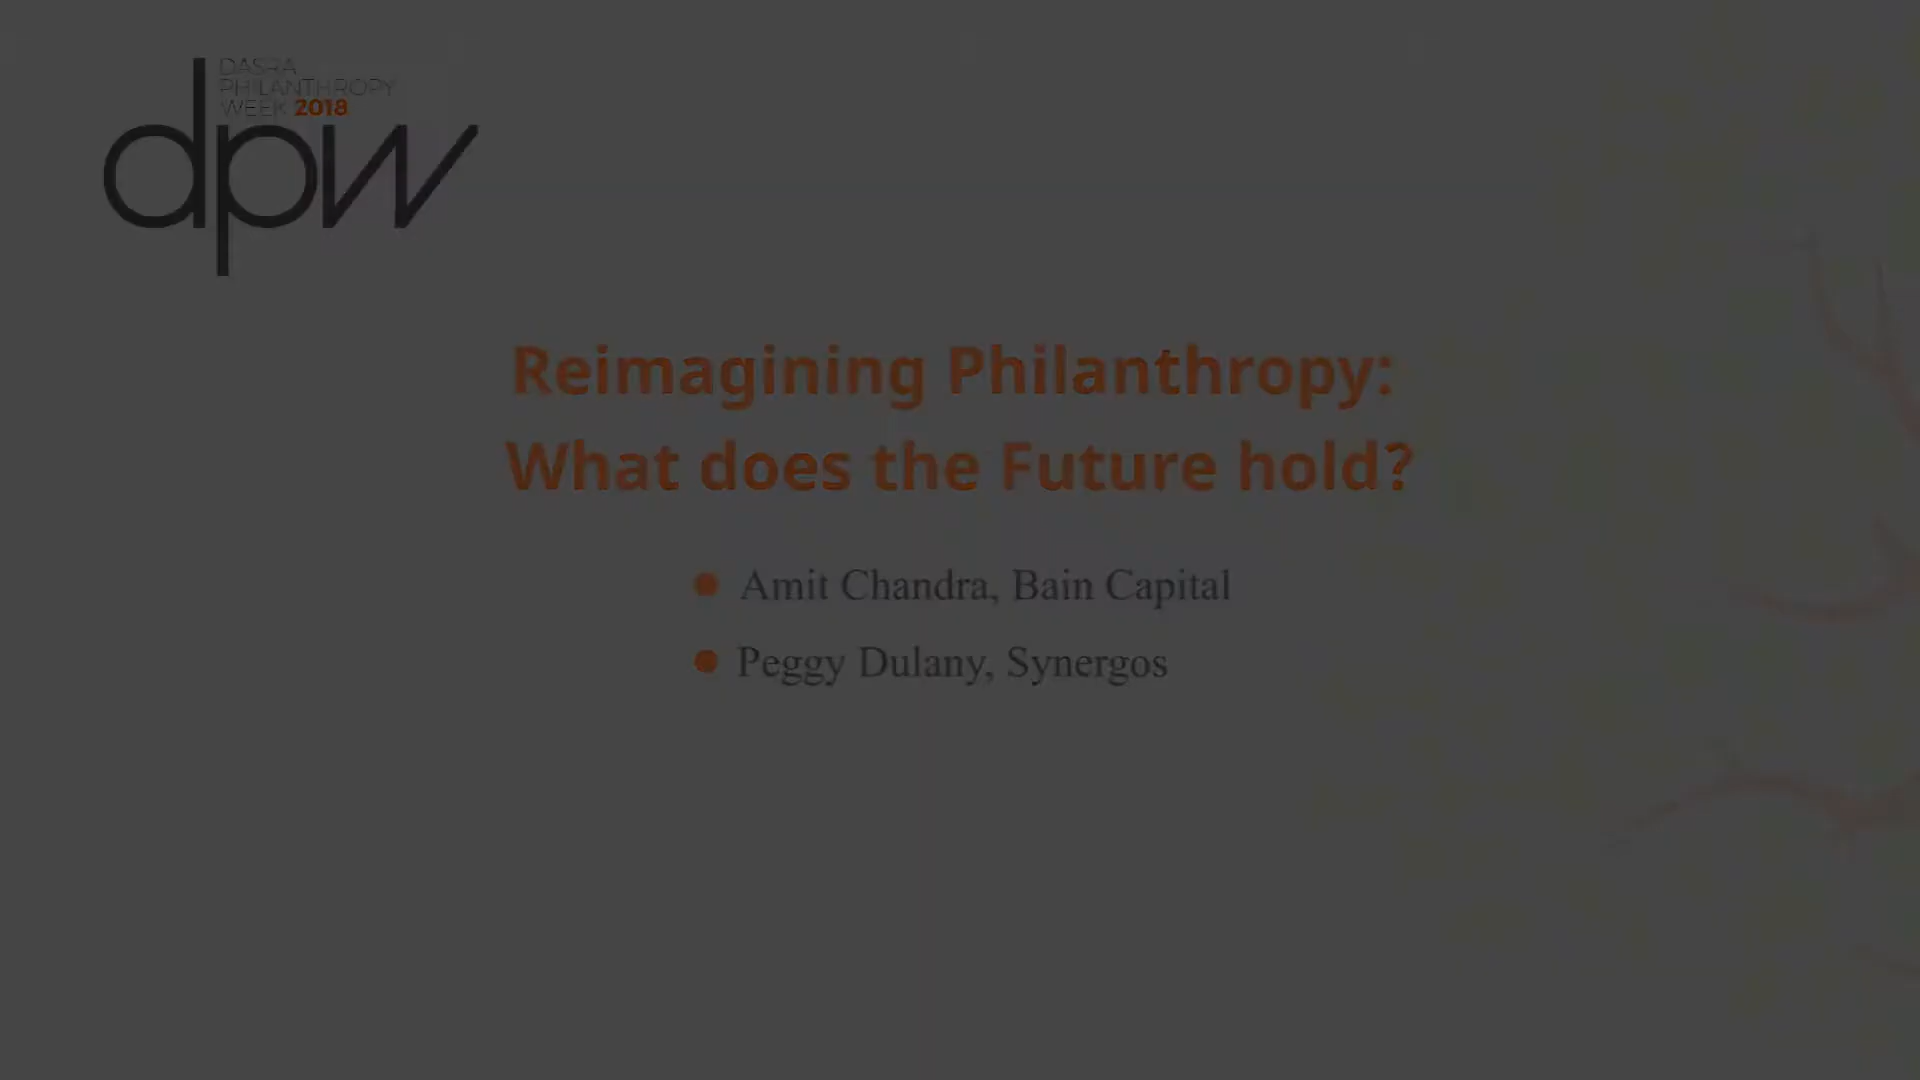 DASRA
PHILANTHROPY
WEEK 2018
dpw
Reimagining Philanthropy:
What does the Future hold?
Amit Chandra, Bain Capital
Peggy Dulany, Synergos